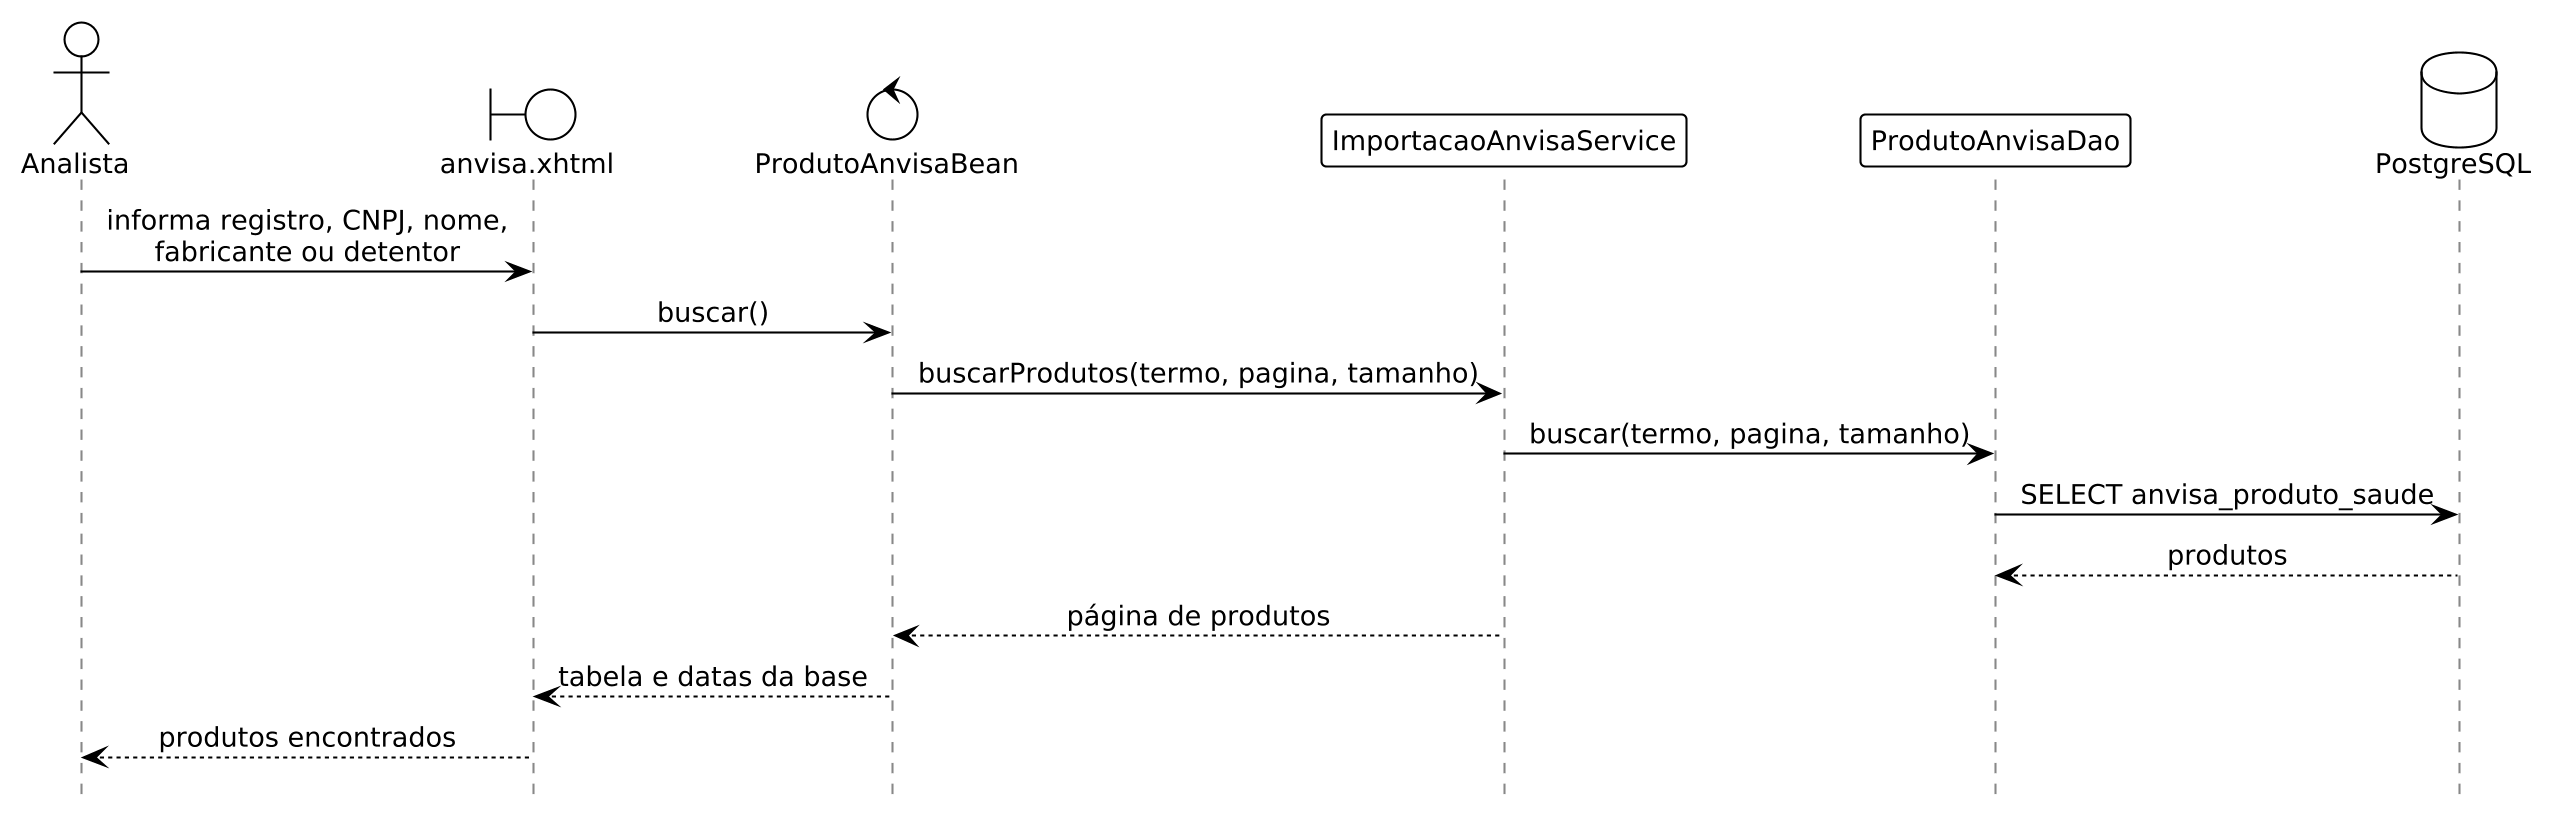 Analista
anvisa.xhtml
ProdutoAnvisaBean
ImportacaoAnvisaService
ProdutoAnvisaDao
PostgreSQL
informa registro, CNPJ, nome,
fabricante ou detentor
buscar()
buscarProdutos(termo, pagina, tamanho)
buscar(termo, pagina, tamanho)
SELECT anvisa_produto_saude
produtos
página de produtos
tabela e datas da base
produtos encontrados